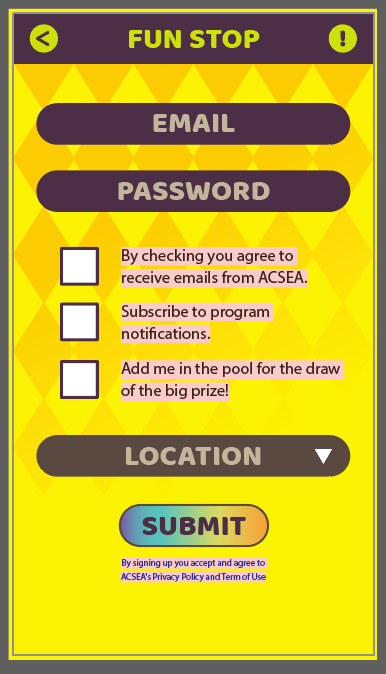 < FUN STOP !
EMAIL
PASSWORD
By checking you agree to
receive emails from ACSEA.
Subscribe to program
notifications.
Add me in the pool for the draw
of the big prize!
LOCATION
SUBMIT
By signing up you accept and agree to
ACSEA's Privacy Policy and Term of Use